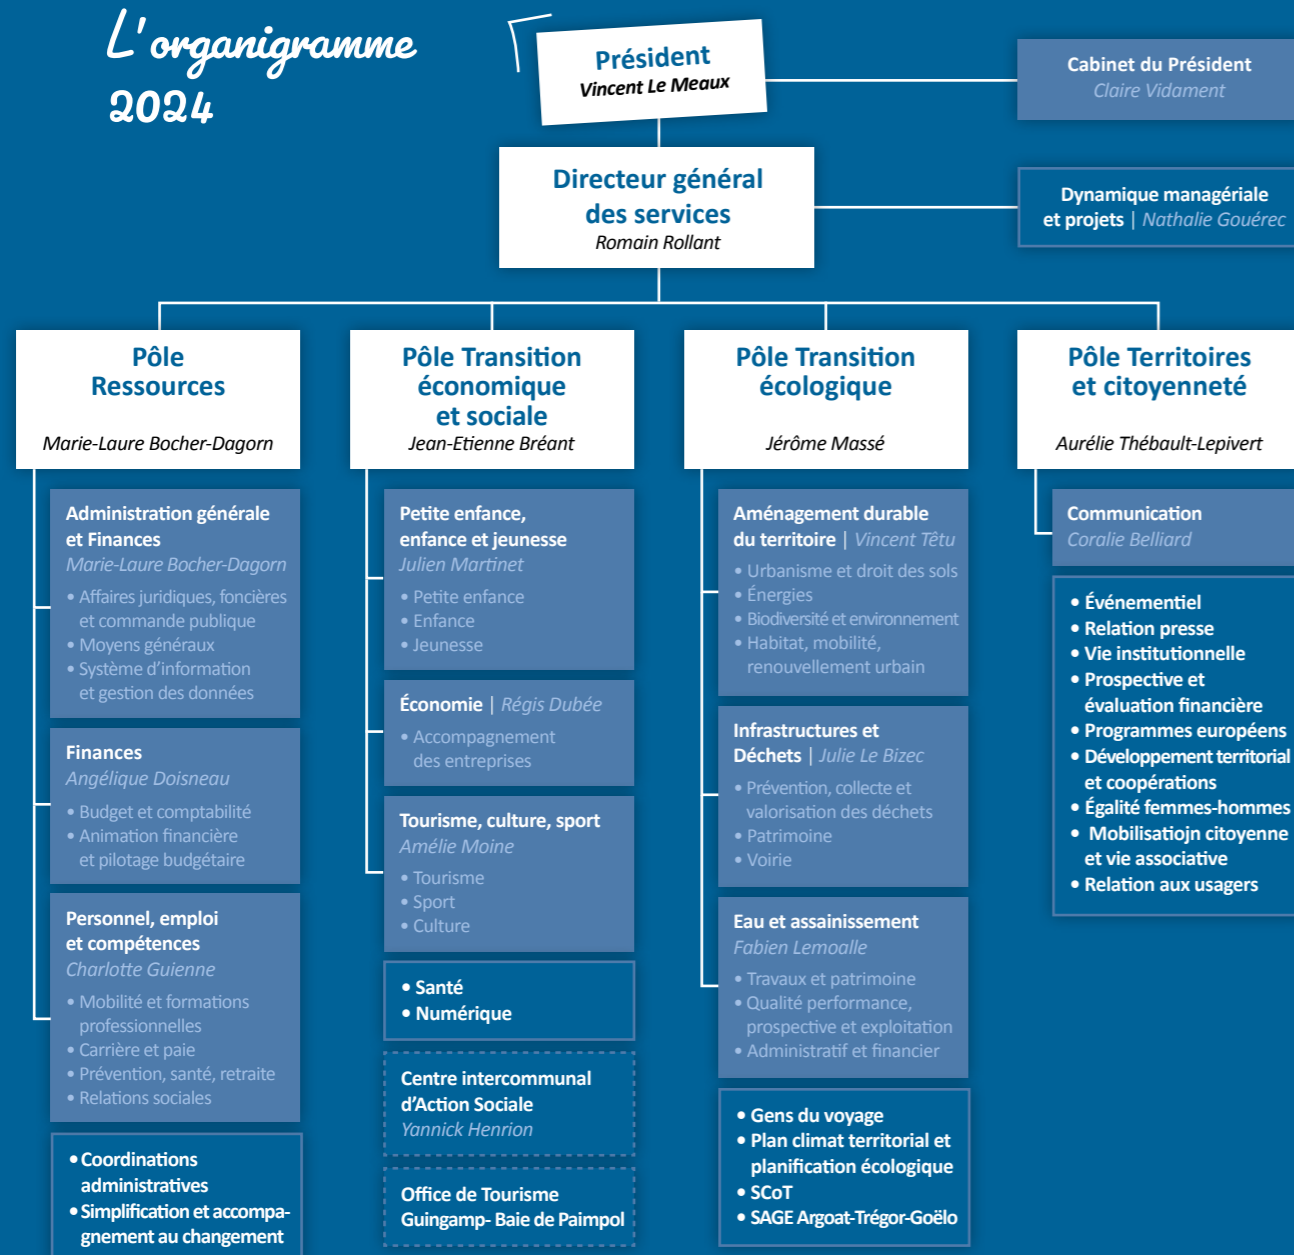 L'organigramme
2024
Président
Vincent Le Meaux
Cabinet du Président
Claire Vidament
Directeur général
des services
Romain Rollant
Dynamique managériale
et projets | Nathalie Gouérec
Pôle
Ressources
Marie-Laure Bocher-Dagorn
Administration générale
et Finances
Marie-Laure Bocher-Dagorn
• Affaires juridiques, foncières
et commande publique
• Moyens généraux
• Système d'information
et gestion des données
Finances
Angélique Doisneau
• Budget et comptabilité
• Animation financière
et pilotage budgétaire
Personnel, emploi
et compétences
Charlotte Guienne
• Mobilité et formations
professionnelles
• Carrière et paie
• Prévention, santé, retraite
• Relations sociales
• Coordinations
administratives
• Simplification et accompa-
gnement au changement
Pôle Transition
économique
et sociale
Jean-Etienne Bréant
Petite enfance,
enfance et jeunesse
Julien Martinet
• Petite enfance
• Enfance
• Jeunesse
Économie | Régis Dubée
• Accompagnement
des entreprises
Tourisme, culture, sport
Amélie Moine
• Tourisme
• Sport
• Culture
• Santé
• Numérique
Centre intercommunal
d'Action Sociale
Yannick Henrion
Office de Tourisme
Guingamp- Baie de Paimpol
Pôle Transition
écologique
Jérôme Massé
Aménagement durable
du territoire | Vincent Têtu
• Urbanisme et droit des sols
• Énergies
• Biodiversité et environnement
• Habitat, mobilité,
renouvellement urbain
Infrastructures et
Déchets | Julie Le Bizec
• Prévention, collecte et
valorisation des déchets
• Patrimoine
• Voirie
Eau et assainissement
Fabien Lemoalle
• Travaux et patrimoine
• Qualité performance,
prospective et exploitation
• Administratif et financier
• Gens du voyage
• Plan climat territorial et
planification écologique
• SCoT
• SAGE Argoat-Trégor-Goëlo
Pôle Territoires
et citoyenneté
Aurélie Thébault-Lepivert
Communication
Coralie Belliard
• Événementiel
• Relation presse
• Vie institutionnelle
• Prospective et
évaluation financière
• Programmes européens
• Développement territorial
et coopérations
• Égalité femmes-hommes
• Mobilisatiojn citoyenne
et vie associative
• Relation aux usagers